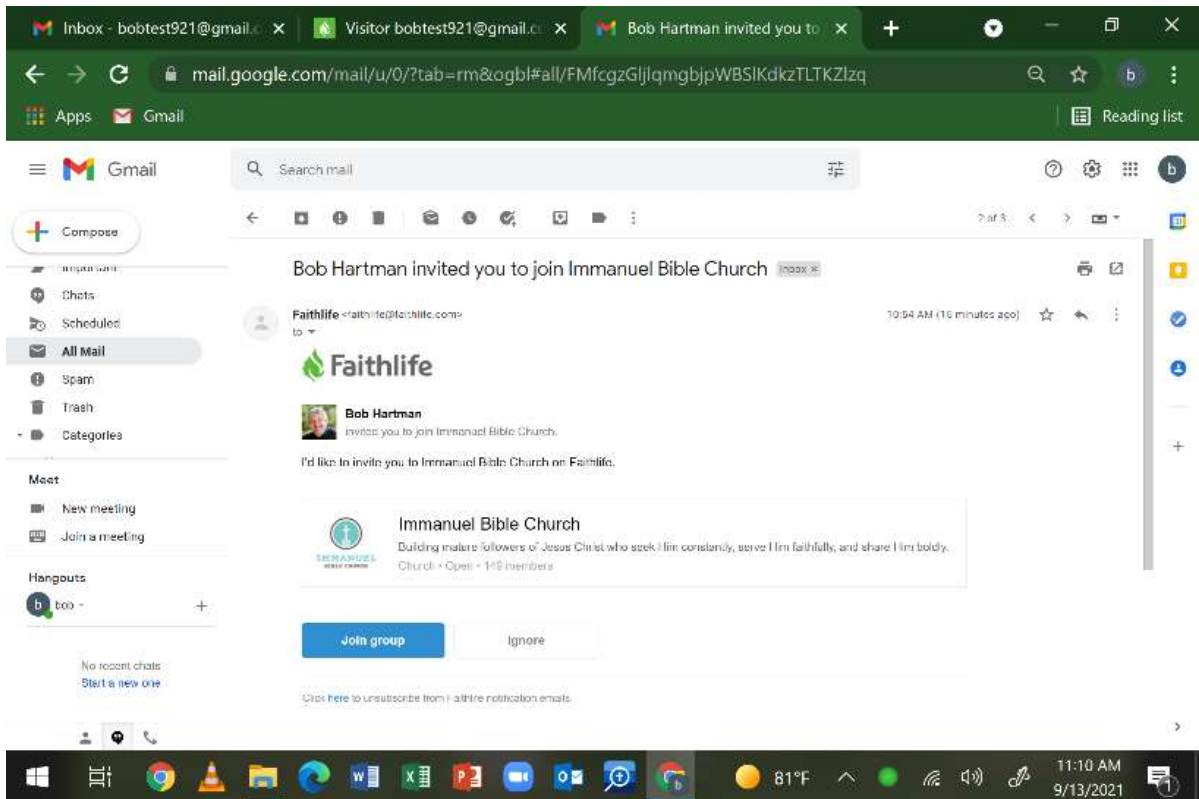 Inbox - bobtest921@gmail.c
Visitor bobtest921@gmail.c
Bob Hartman invited you to
mail.google.com/mail/u/0/?tab=rm&ogbl#all/FMfcgzGljlqmgbjpWBSlKdkzTLTKZlzq
b
Apps
Gmail
Reading list
Gmail
Search mail
b
Compose
2 of 3
31
Important
Bob Hartman invited you to join Immanuel Bible Church
Inbox ×
Chats
Faithlife <faithlife@faithlife.com>
10:54 AM (16 minutes ago)
to
Scheduled
All Mail
Faithlife
Spam
Trash
Bob Hartman
invited you to join Immanuel Bible Church.
Categories
I'd like to invite you to Immanuel Bible Church on Faithlife.
Meet
New meeting
Join a meeting
Immanuel Bible Church
Building mature followers of Jesus Christ who seek Him constantly, serve Him faithfully, and share Him boldly.
Church • Open • 149 members
IMMANUEL
BIBLE CHURCH
Hangouts
b
bob
Join group
Ignore
No recent chats
Start a new one
Click here to unsubscribe from Faithlife notification emails.
81°F
11:10 AM
9/13/2021
1